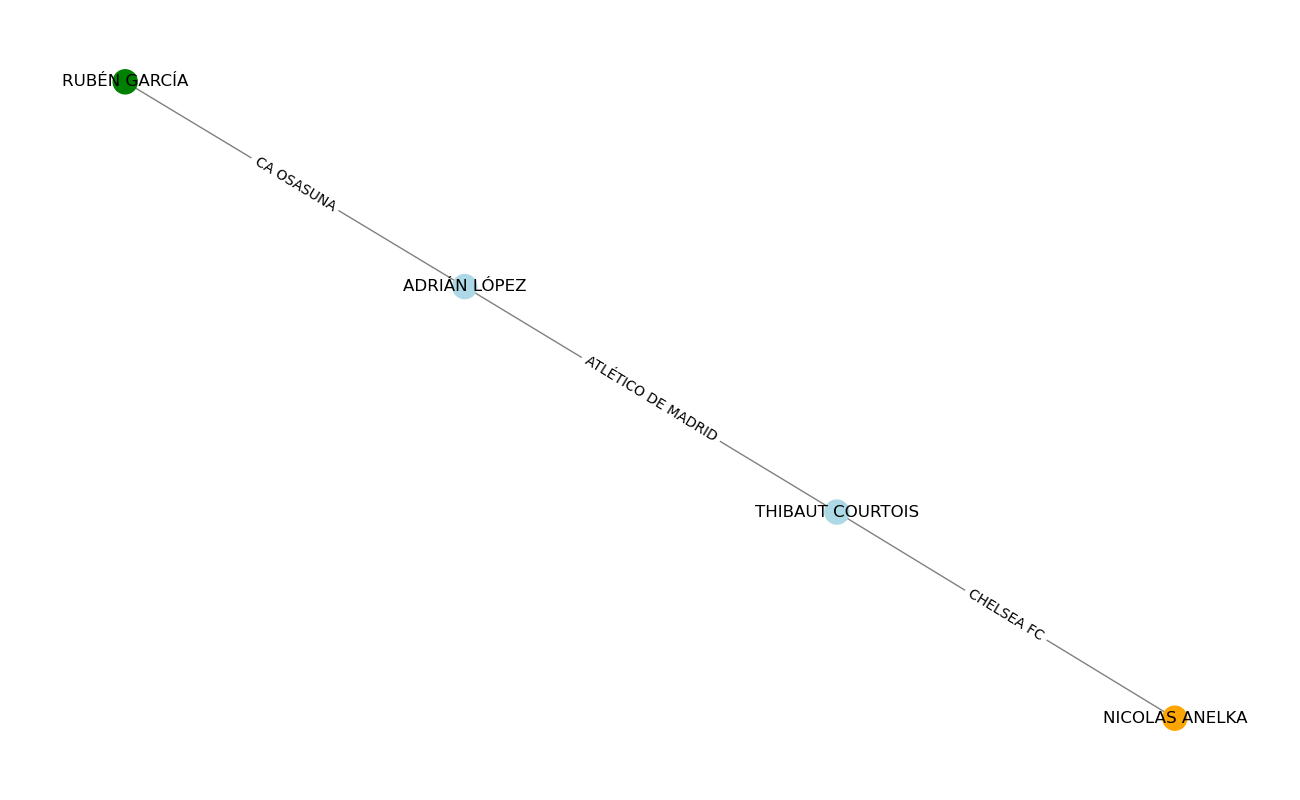 RUBÉN GARCÍA
CA OSASUNA
ADRIÁN LÓPEZ
ATLÉTICO DE MADRID
THIBAUT COURTOIS
CHELSEA FC
NICOLAS ANELKA